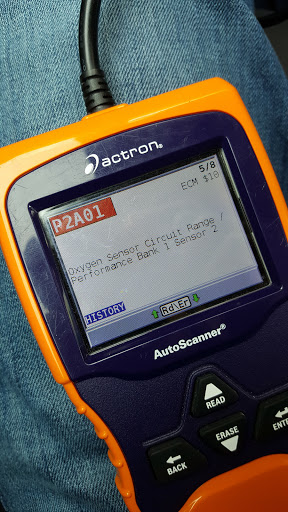 actron®
5/8
ECM $10
P2A01
Oxygen Sensor Circuit Range /
Performance Bank 1 Sensor 2
HISTORY
Rd Er
AutoScanner®
READ
ERASE
BACK